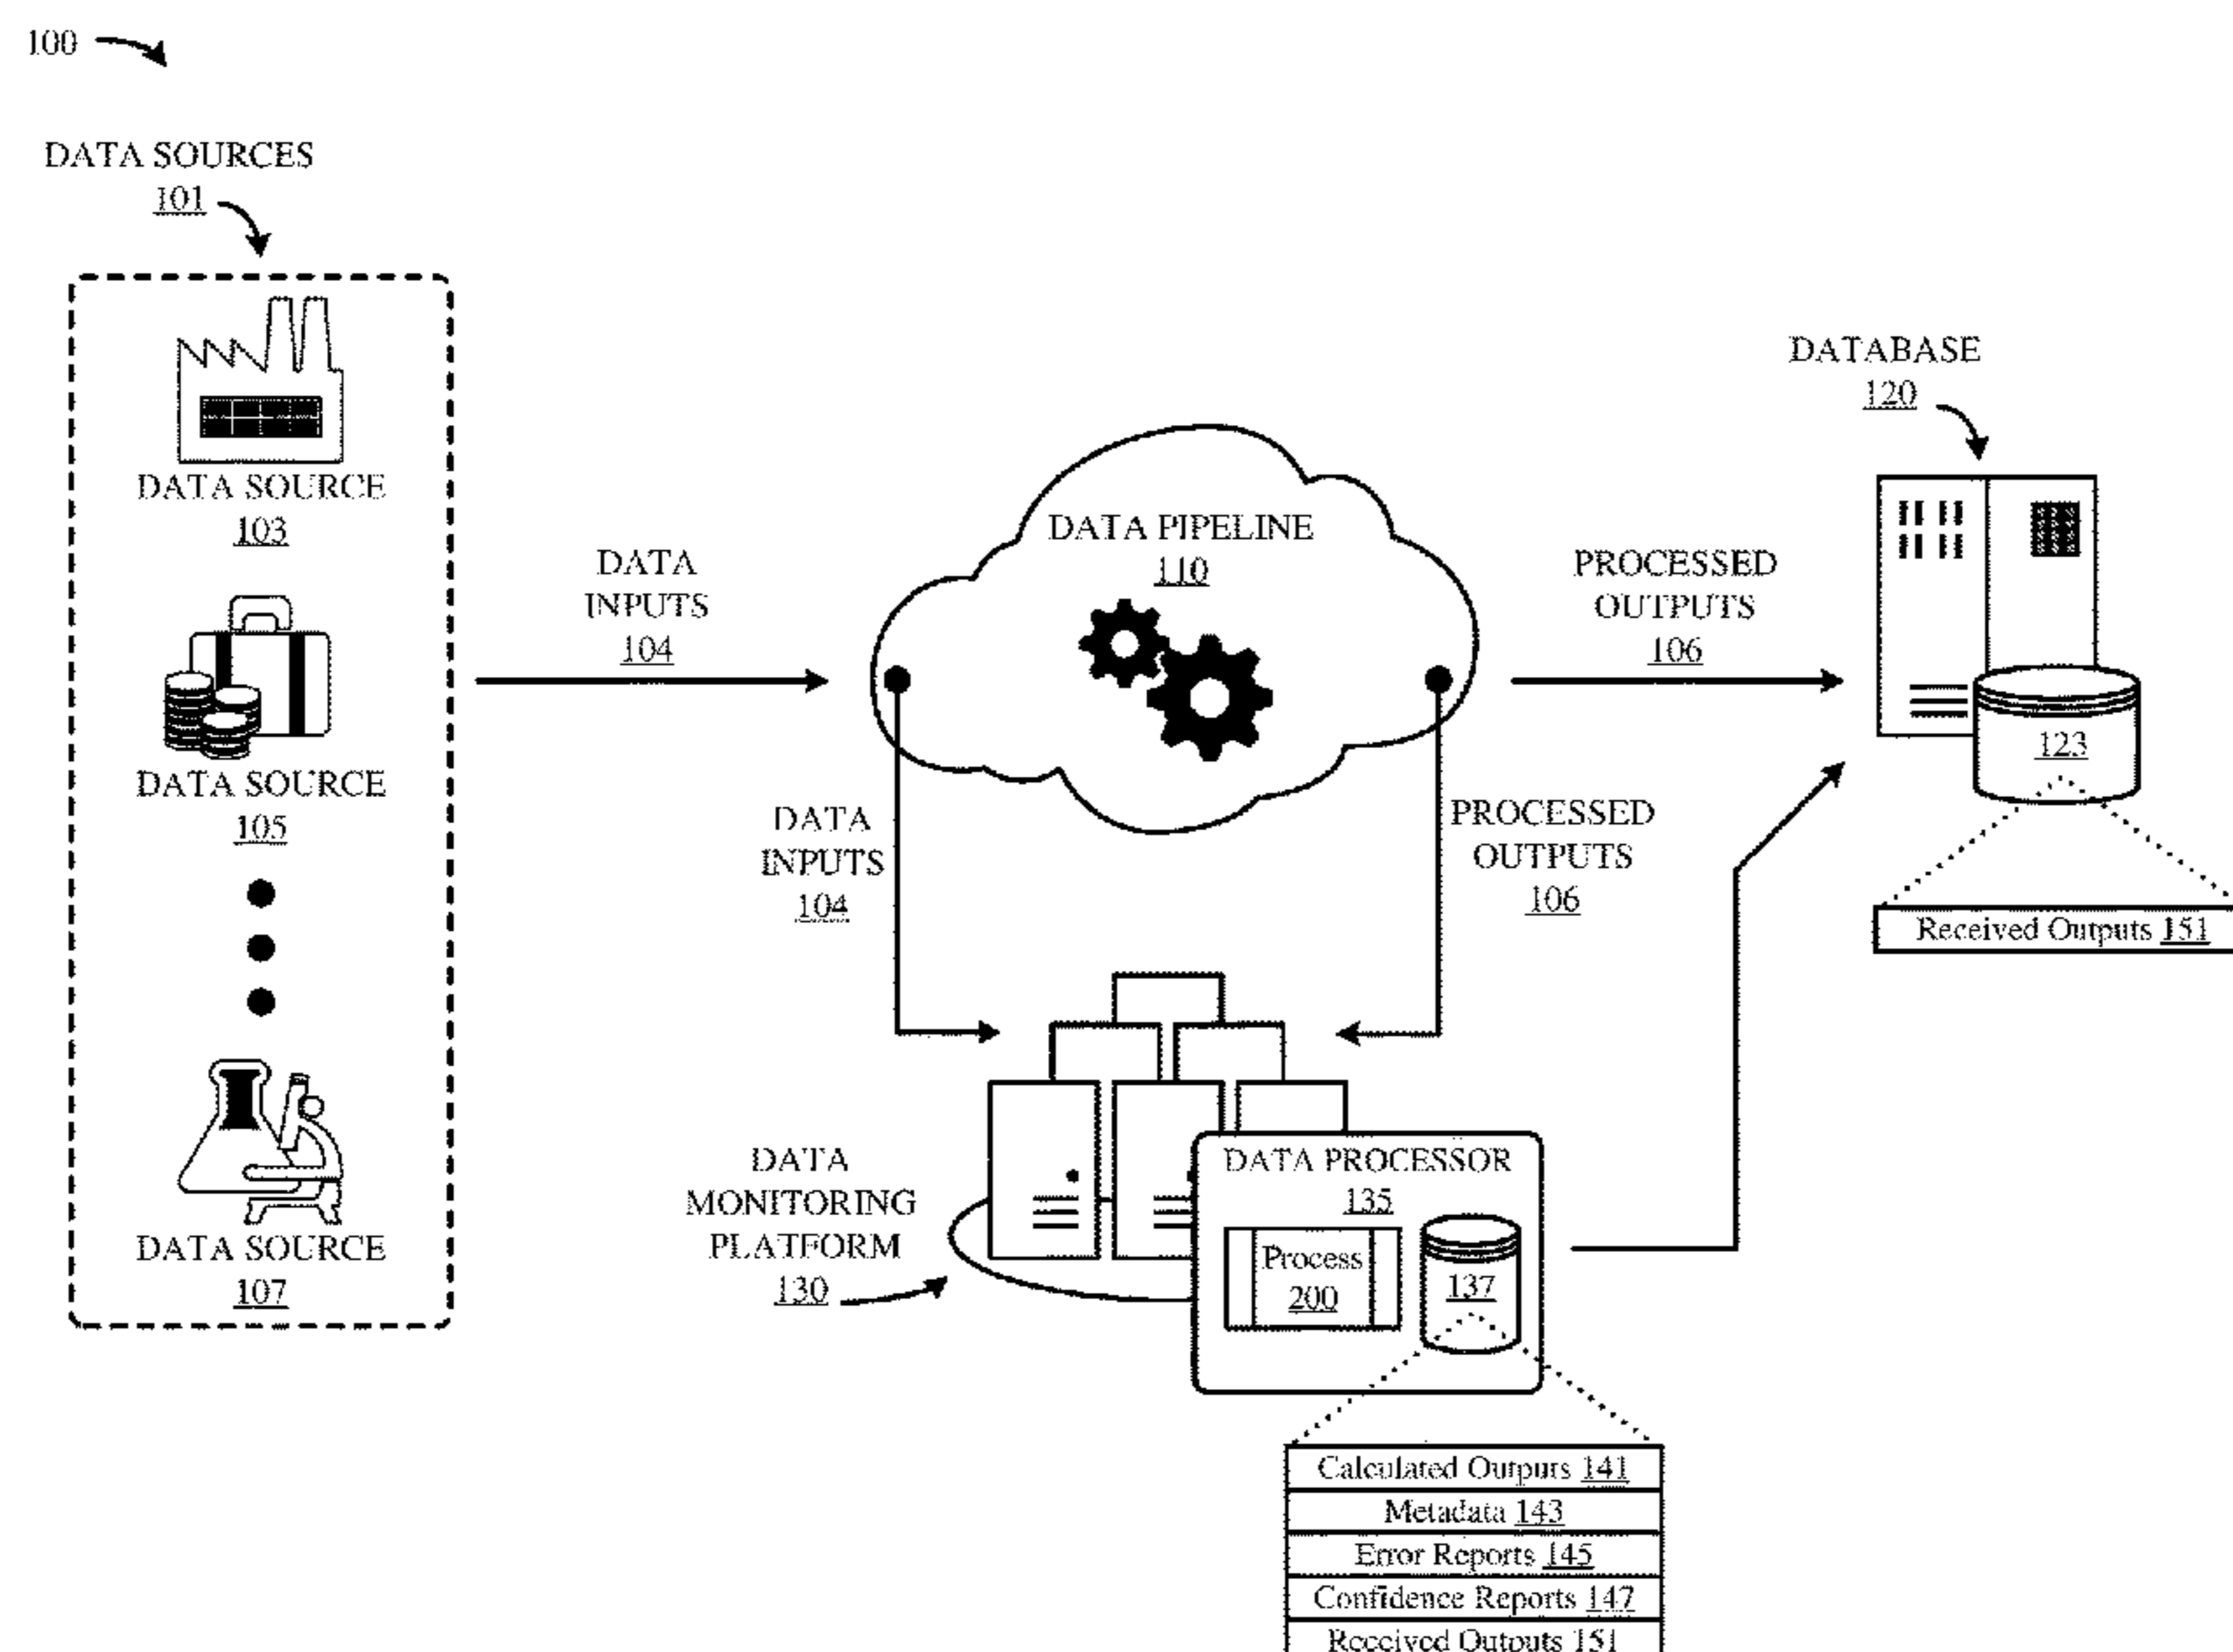 100
DATA SOURCES
101
DATA SOURCE
103
DATA SOURCE
105
DATA SOURCE
107
DATA
INPUTS
104
DATA PIPELINE
110
PROCESSED
OUTPUTS
106
DATABASE
120
123
Received Outputs 151
DATA
INPUTS
104
PROCESSED
OUTPUTS
106
DATA
MONITORING
PLATFORM
130
DATA PROCESSOR
135
Process
200
137
Calculated Outputs 141
Metadata 143
Error Reports 145
Confidence Reports 147
Received Outputs 151